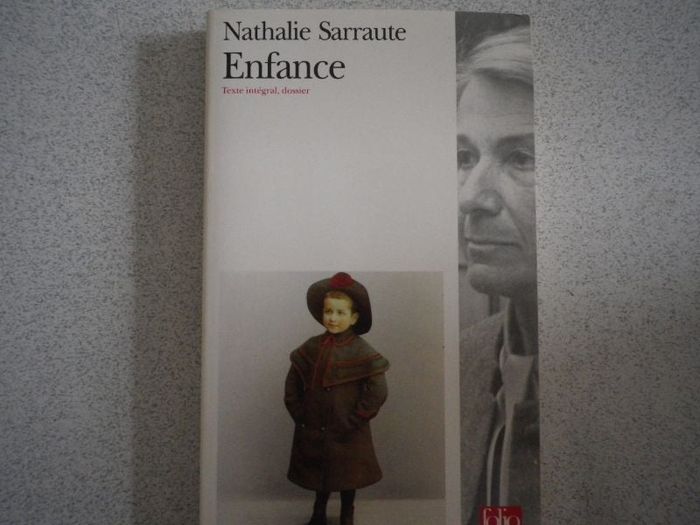 Nathalie Sarraute
Enfance
Texte intégral, dossier
folio